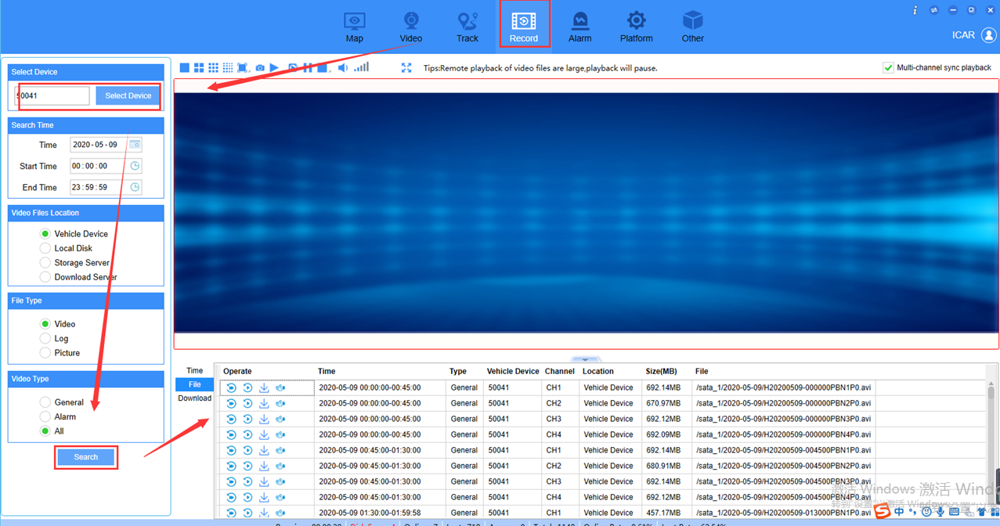 Map Video Track Record Alarm Platform Other
ICAR
Select Device
50041 Select Device
Search Time
Time 2020-05-09
Start Time 00:00:00
End Time 23:59:59
Video Files Location
Vehicle Device
Local Disk
Storage Server
Download Server
File Type
Video
Log
Picture
Video Type
General
Alarm
All
Search
Tips:Remote playback of video files are large,playback will pause.
Multi-channel sync playback
Time
File
Download
Operate Time Type Vehicle Device Channel Location Size(MB) File
2020-05-09 00:00:00-00:45:00 General 50041 CH1 Vehicle Device 692.14MB /sata_1/2020-05-09/H20200509-000000PBN1P0.avi
2020-05-09 00:00:00-00:45:00 General 50041 CH2 Vehicle Device 670.97MB /sata_1/2020-05-09/H20200509-000000PBN2P0.avi
2020-05-09 00:00:00-00:45:00 General 50041 CH3 Vehicle Device 692.12MB /sata_1/2020-05-09/H20200509-000000PBN3P0.avi
2020-05-09 00:00:00-00:45:00 General 50041 CH4 Vehicle Device 692.09MB /sata_1/2020-05-09/H20200509-000000PBN4P0.avi
2020-05-09 00:45:00-01:30:00 General 50041 CH1 Vehicle Device 692.14MB /sata_1/2020-05-09/H20200509-004500PBN1P0.avi
2020-05-09 00:45:00-01:30:00 General 50041 CH2 Vehicle Device 680.91MB /sata_1/2020-05-09/H20200509-004500PBN2P0.avi
2020-05-09 00:45:00-01:30:00 General 50041 CH3 Vehicle Device 692.14MB /sata_1/2020-05-09/H20200509-004500PBN3P0.avi
2020-05-09 00:45:00-01:30:00 General 50041 CH4 Vehicle Device 692.12MB /sata_1/2020-05-09/H20200509-004500PBN4P0.avi
2020-05-09 01:30:00- General 50041 CH1 Vehicle Device 457.17MB /sata_1/2020-05-09/H20200509-013000PBN1P0.avi
激活 Windows 激活 Wind
中